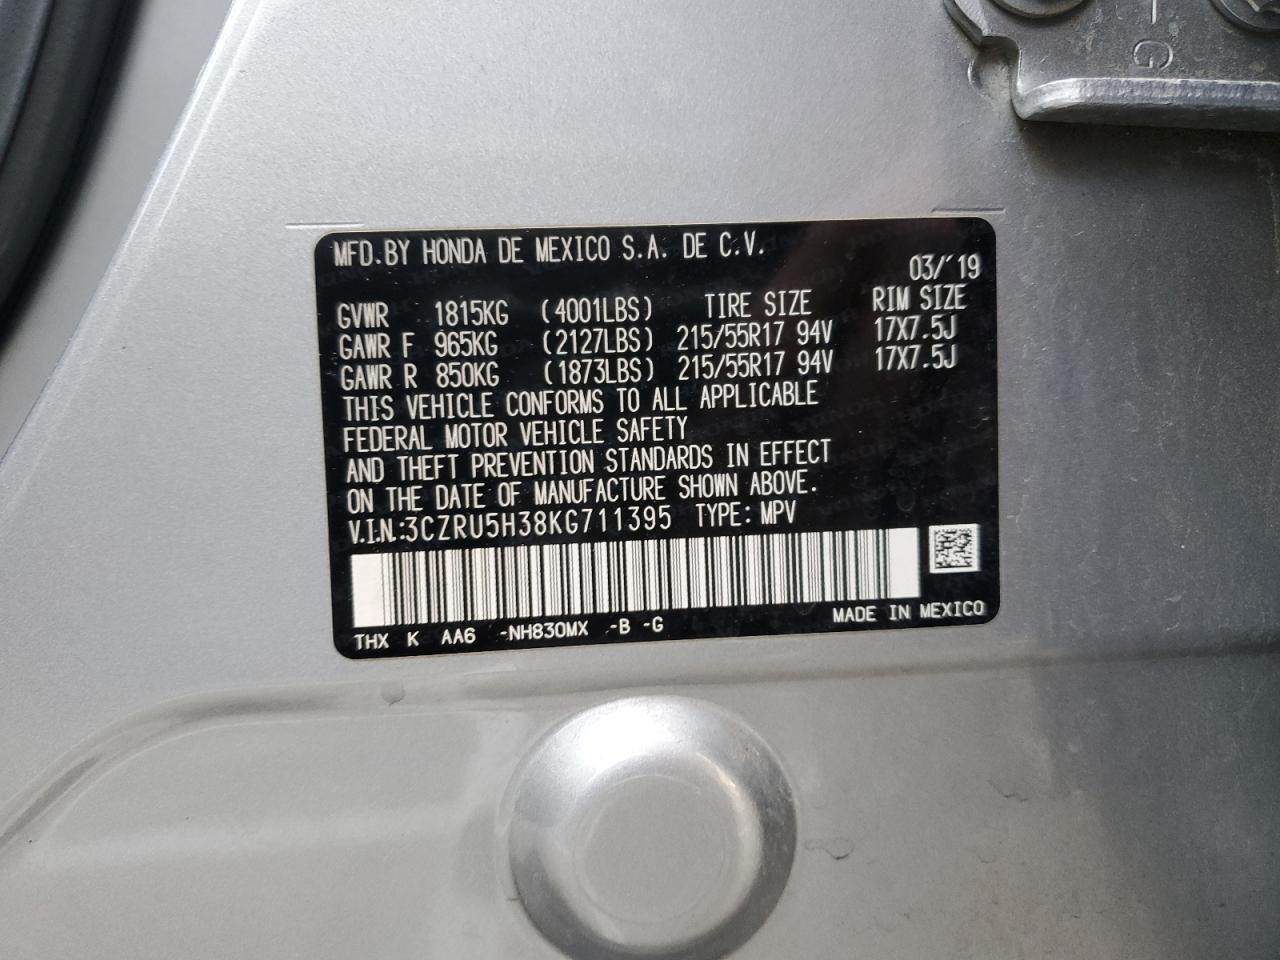 G
MFD.BY HONDA DE MEXICO S.A. DE C.V.
03/'19
GVWR 1815KG (4001LBS) TIRE SIZE RIM SIZE
GAWR F 965KG (2127LBS) 215/55R17 94V 17X7.5J
GAWR R 850KG (1873LBS) 215/55R17 94V 17X7.5J
THIS VEHICLE CONFORMS TO ALL APPLICABLE
FEDERAL MOTOR VEHICLE SAFETY
AND THEFT PREVENTION STANDARDS IN EFFECT
ON THE DATE OF MANUFACTURE SHOWN ABOVE.
V.I.N.:3CZRU5H38KG711395 TYPE:MPV
THX K AA6 -NH830MX -B -G MADE IN MEXICO